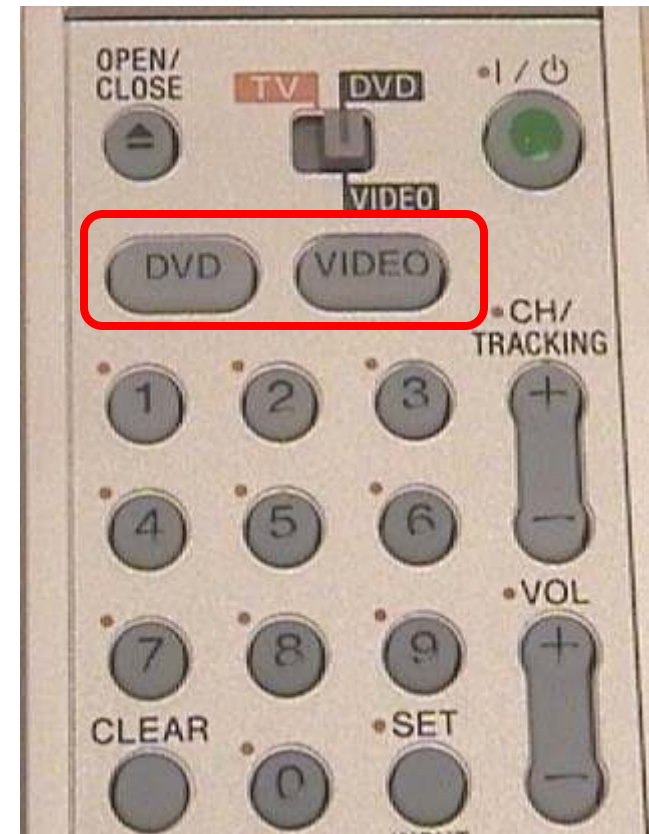 OPEN/
CLOSE
TV
DVD
I / ⏻
VIDEO
DVD
VIDEO
CH/
TRACKING
1
2
3
+
4
5
6
-
VOL
7
8
9
+
CLEAR
0
SET
-